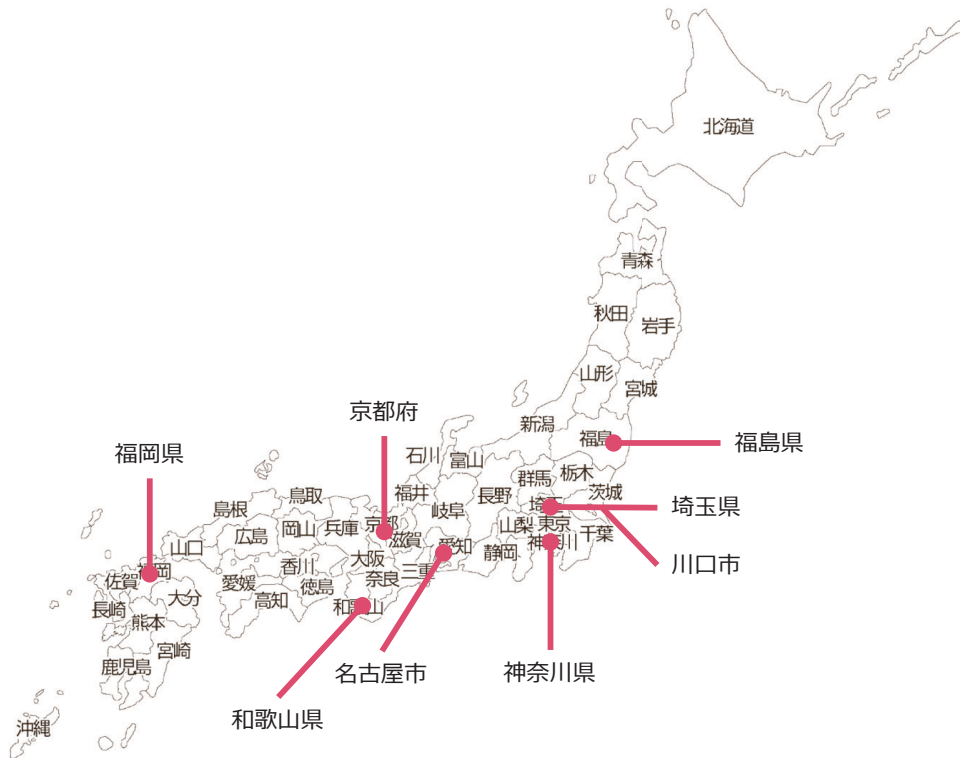 北海道
青森
秋田
岩手
山形
宮城
新潟
福島
福島県
京都府
石川
富山
群馬
栃木
福岡県
福井
岐阜
長野
埼玉
茨城
埼玉県
島根
鳥取
広島
岡山
兵庫
京都
滋賀
愛知
静岡
山梨
東京
千葉
神奈川
川口市
山口
福岡
佐賀
長崎
大分
熊本
宮崎
鹿児島
愛媛
香川
高知
徳島
大阪
奈良
三重
和歌山
名古屋市
神奈川県
和歌山県
沖縄